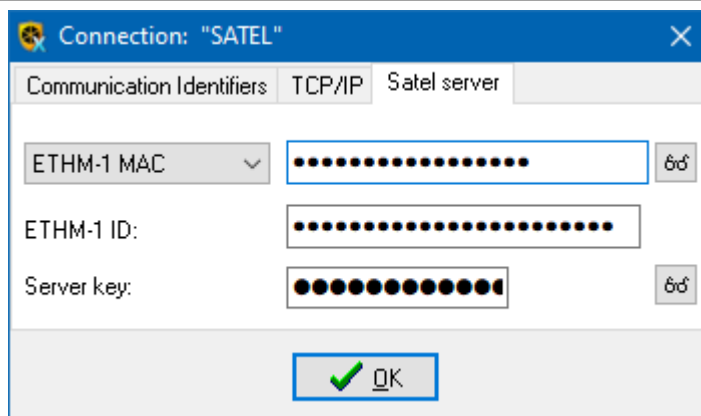 Connection: "SATEL"
Communication Identifiers TCP/IP Satel server
ETHM-1 MAC •••••••••••••••••
ETHM-1 ID: •••••••••••••••••••••••
Server key: ●●●●●●●●●●●●
OK